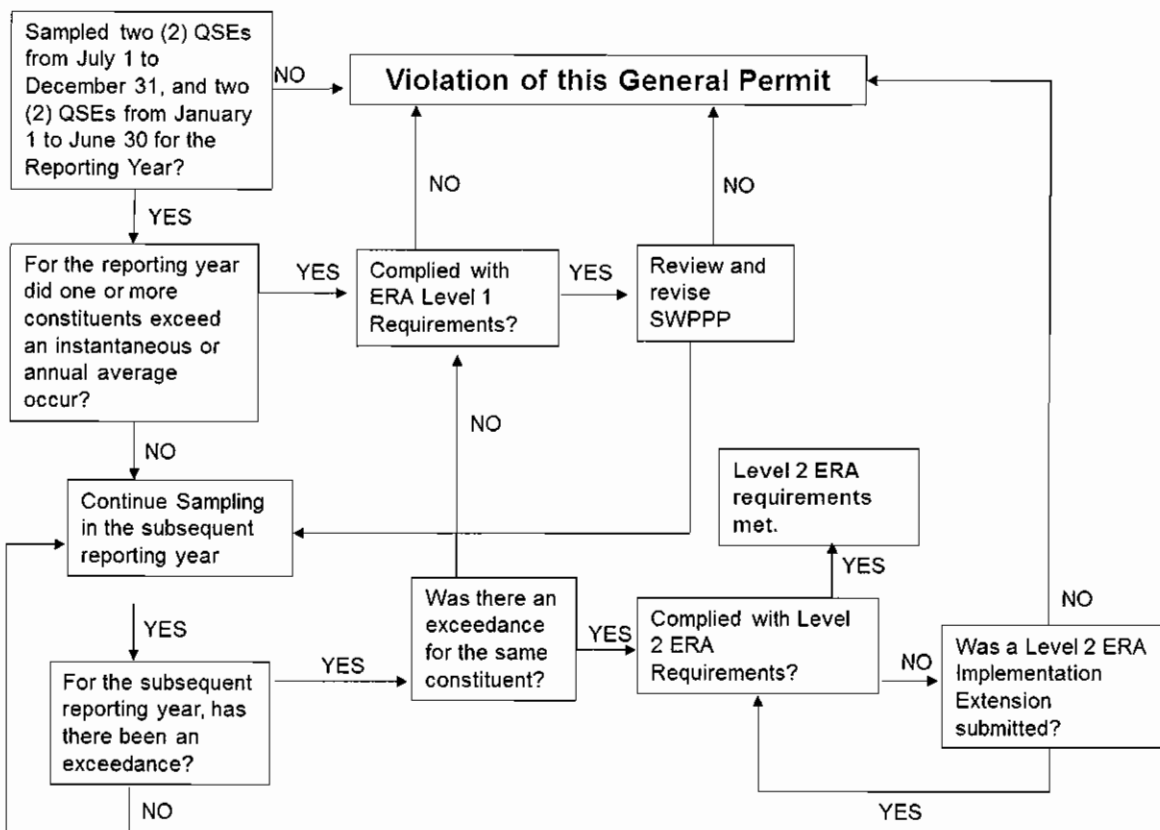 Sampled two (2) QSEs
from July 1 to
December 31, and two
(2) QSEs from January
1 to June 30 for the
Reporting Year?
NO
Violation of this General Permit
YES
NO
NO
For the reporting year
did one or more
constituents exceed
an instantaneous or
annual average
occur?
YES
Complied with
ERA Level 1
Requirements?
YES
Review and
revise
SWPPP
NO
NO
Continue Sampling
in the subsequent
reporting year
Level 2 ERA
requirements
met.
YES
YES
For the subsequent
reporting year, has
there been an
exceedance?
YES
Was there an
exceedance
for the same
constituent?
YES
Complied with Level
2 ERA
Requirements?
NO
NO
Was a Level 2 ERA
Implementation
Extension
submitted?
NO
YES